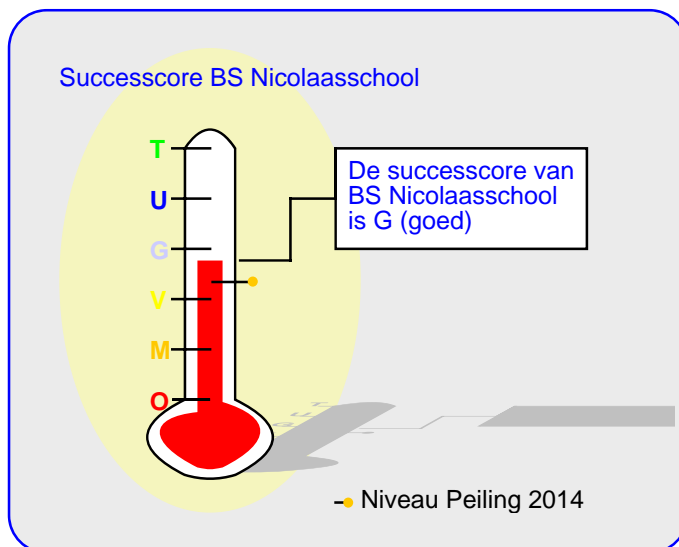 Successcore BS Nicolaasschool
T
U
G
V
M
O
De successcore van
BS Nicolaasschool
is G (goed)
Niveau Peiling 2014